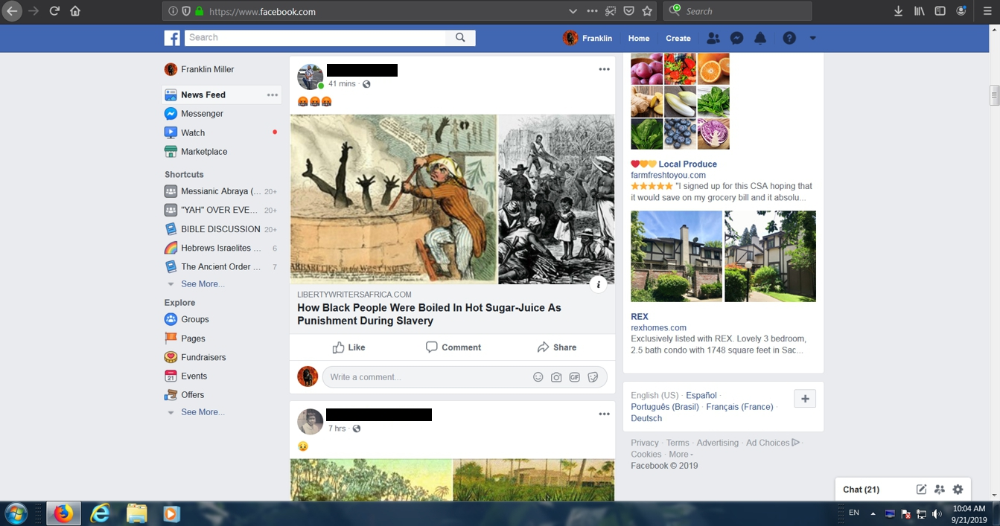 https://www.facebook.com
Search
Search
Franklin
Home
Create
Franklin Miller
News Feed
Messenger
Watch
Marketplace
Shortcuts
Messianic Abraya (... 20+
"YAH" OVER EVE... 20+
BIBLE DISCUSSION 20+
Hebrews Israelites ... 6
The Ancient Order ... 7
See More...
Explore
Groups
Pages
Fundraisers
21 Events
Offers
See More...
41 mins ·
BARBARITIES in the WEST INDIES
LIBERTYWRITERSAFRICA.COM
How Black People Were Boiled In Hot Sugar-Juice As
Punishment During Slavery
Like Comment Share
Write a comment...
GIF
7 hrs ·
Local Produce
farmfreshtoyou.com
"I signed up for this CSA hoping that
it would save on my grocery bill and it absolu...
REX
rexhomes.com
Exclusively listed with REX. Lovely 3 bedroom,
2.5 bath condo with 1748 square feet in Sac...
English (US) · Español ·
Português (Brasil) · Français (France) ·
Deutsch
Privacy · Terms · Advertising · Ad Choices ·
Cookies · More
Facebook © 2019
Chat (21)
EN
10:04 AM
9/21/2019